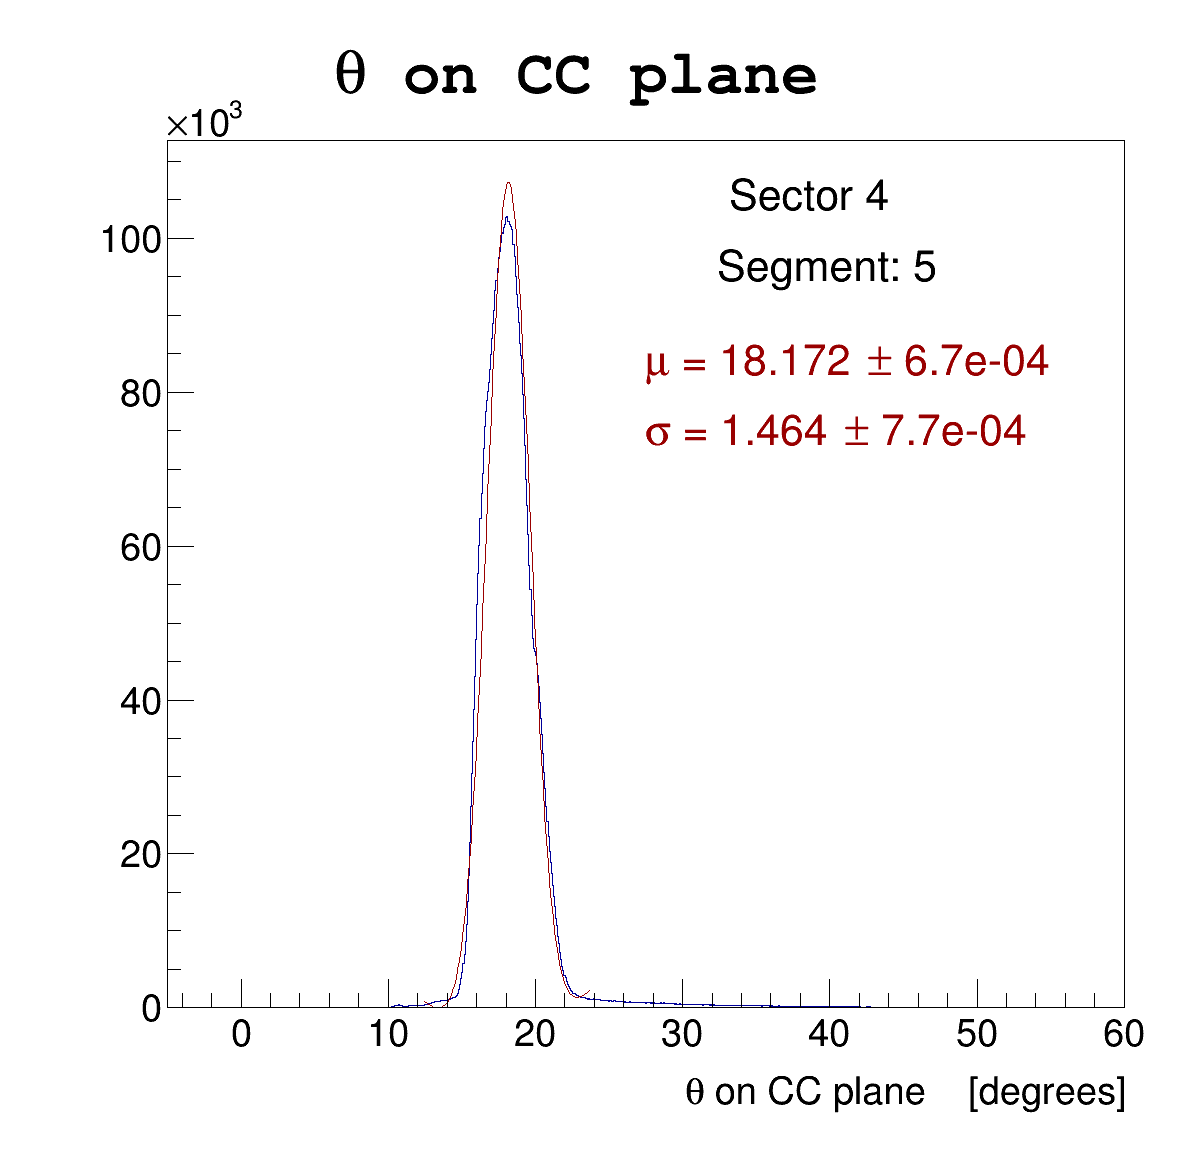 θ on CC plane
×10³
Sector 4
Segment: 5
μ = 18.172 ± 6.7e-04
σ = 1.464 ± 7.7e-04
100
80
60
40
20
0
0 10 20 30 40 50 60
θ on CC plane [degrees]